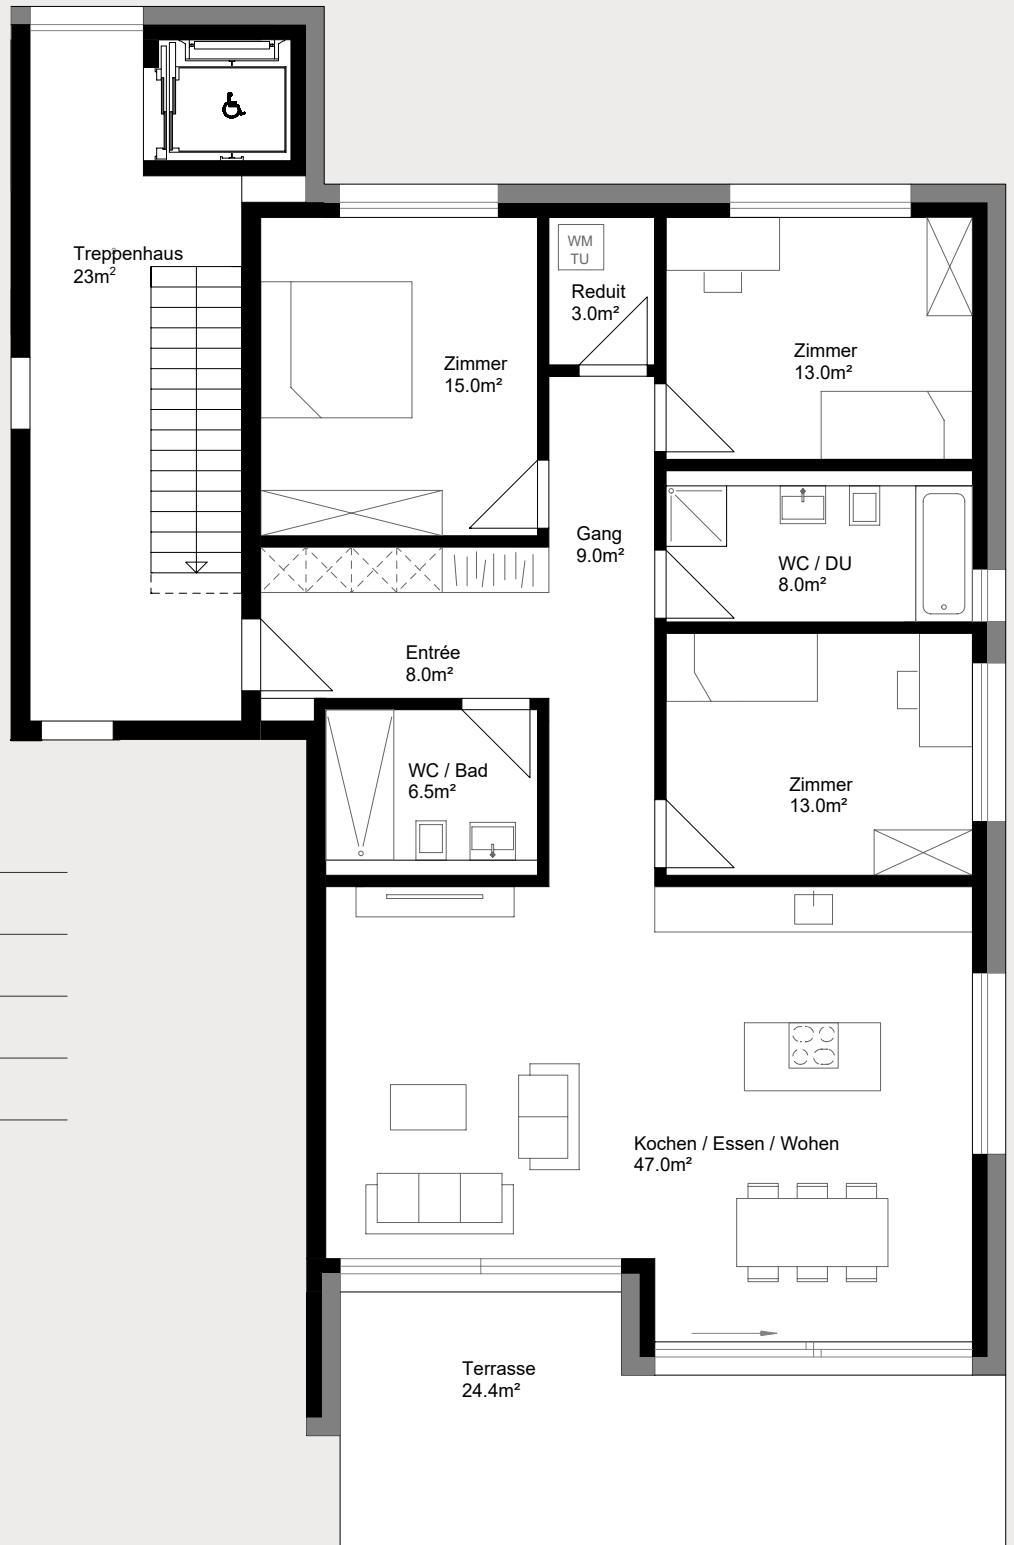 Treppenhaus
23m²
WM
TU
Reduit
3.0m²
Zimmer
15.0m²
Zimmer
13.0m²
Gang
9.0m²
WC / DU
8.0m²
Entrée
8.0m²
WC / Bad
6.5m²
Zimmer
13.0m²
Kochen / Essen / Wohen
47.0m²
Terrasse
24.4m²